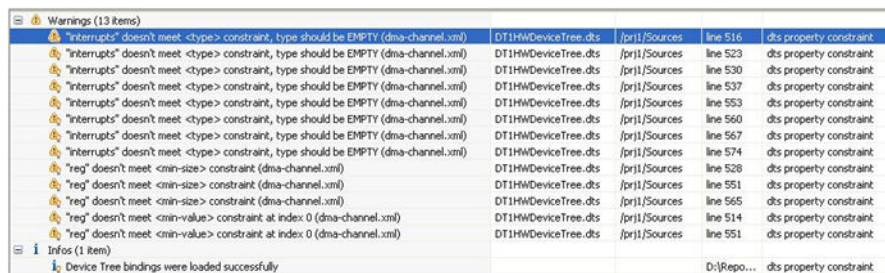 Warnings (13 items)
"interrupts" doesn't meet <type> constraint, type should be EMPTY (dma-channel.xml) DT1HWDeviceTree.dts /prj1/Sources line 516 dts property constraint
"interrupts" doesn't meet <type> constraint, type should be EMPTY (dma-channel.xml) DT1HWDeviceTree.dts /prj1/Sources line 523 dts property constraint
"interrupts" doesn't meet <type> constraint, type should be EMPTY (dma-channel.xml) DT1HWDeviceTree.dts /prj1/Sources line 530 dts property constraint
"interrupts" doesn't meet <type> constraint, type should be EMPTY (dma-channel.xml) DT1HWDeviceTree.dts /prj1/Sources line 537 dts property constraint
"interrupts" doesn't meet <type> constraint, type should be EMPTY (dma-channel.xml) DT1HWDeviceTree.dts /prj1/Sources line 553 dts property constraint
"interrupts" doesn't meet <type> constraint, type should be EMPTY (dma-channel.xml) DT1HWDeviceTree.dts /prj1/Sources line 560 dts property constraint
"interrupts" doesn't meet <type> constraint, type should be EMPTY (dma-channel.xml) DT1HWDeviceTree.dts /prj1/Sources line 567 dts property constraint
"interrupts" doesn't meet <type> constraint, type should be EMPTY (dma-channel.xml) DT1HWDeviceTree.dts /prj1/Sources line 574 dts property constraint
"reg" doesn't meet <min-size> constraint (dma-channel.xml) DT1HWDeviceTree.dts /prj1/Sources line 528 dts property constraint
"reg" doesn't meet <min-size> constraint (dma-channel.xml) DT1HWDeviceTree.dts /prj1/Sources line 551 dts property constraint
"reg" doesn't meet <min-size> constraint (dma-channel.xml) DT1HWDeviceTree.dts /prj1/Sources line 565 dts property constraint
"reg" doesn't meet <min-value> constraint at index 0 (dma-channel.xml) DT1HWDeviceTree.dts /prj1/Sources line 514 dts property constraint
"reg" doesn't meet <min-value> constraint at index 0 (dma-channel.xml) DT1HWDeviceTree.dts /prj1/Sources line 551 dts property constraint
Infos (1 item)
Device Tree bindings were loaded successfully D:\Repo... dts property constraint